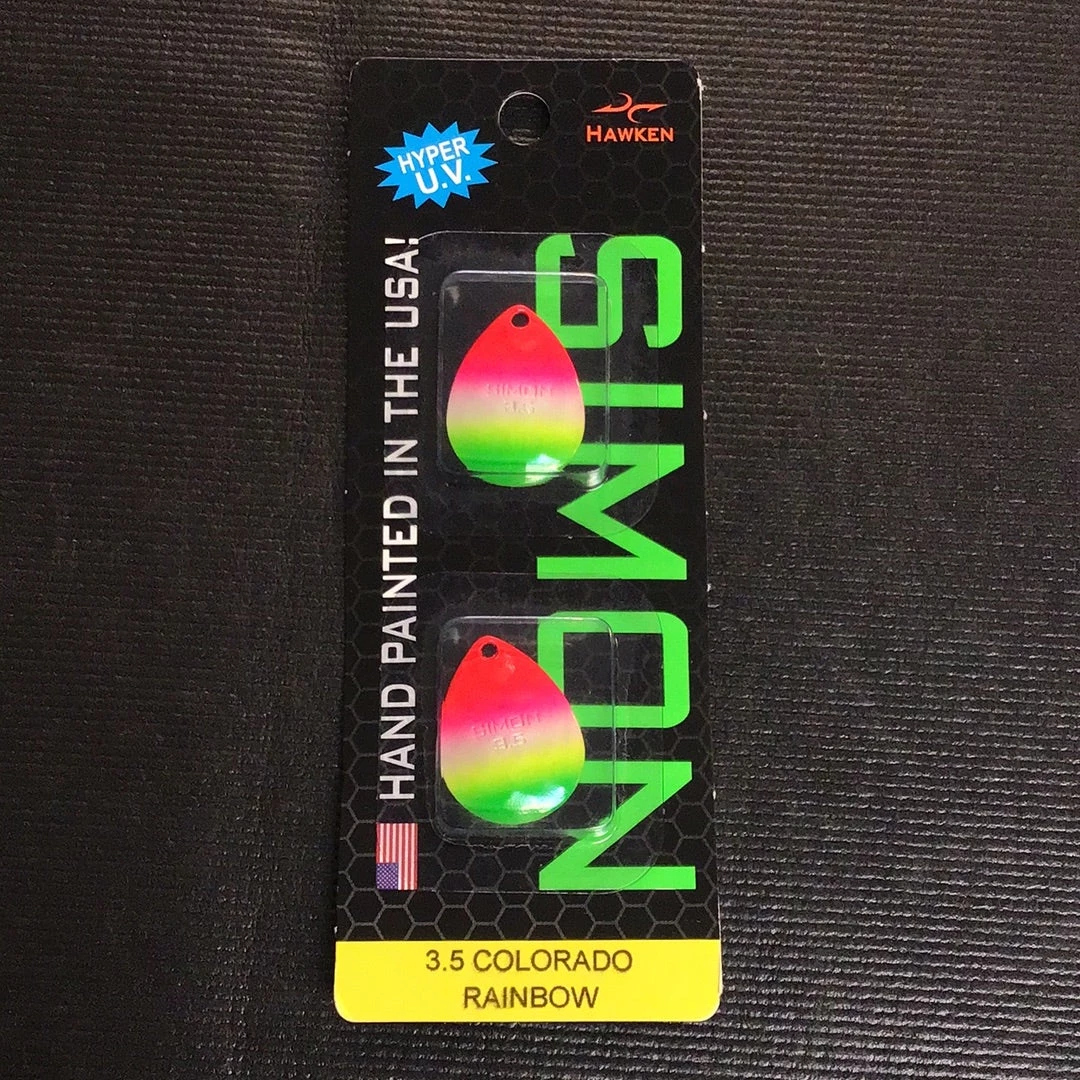 HAWKEN
HYPER
U.V.
HAND PAINTED IN THE USA!
SIMON
SIMON
3.5
SIMON
3.5
3.5 COLORADO
RAINBOW